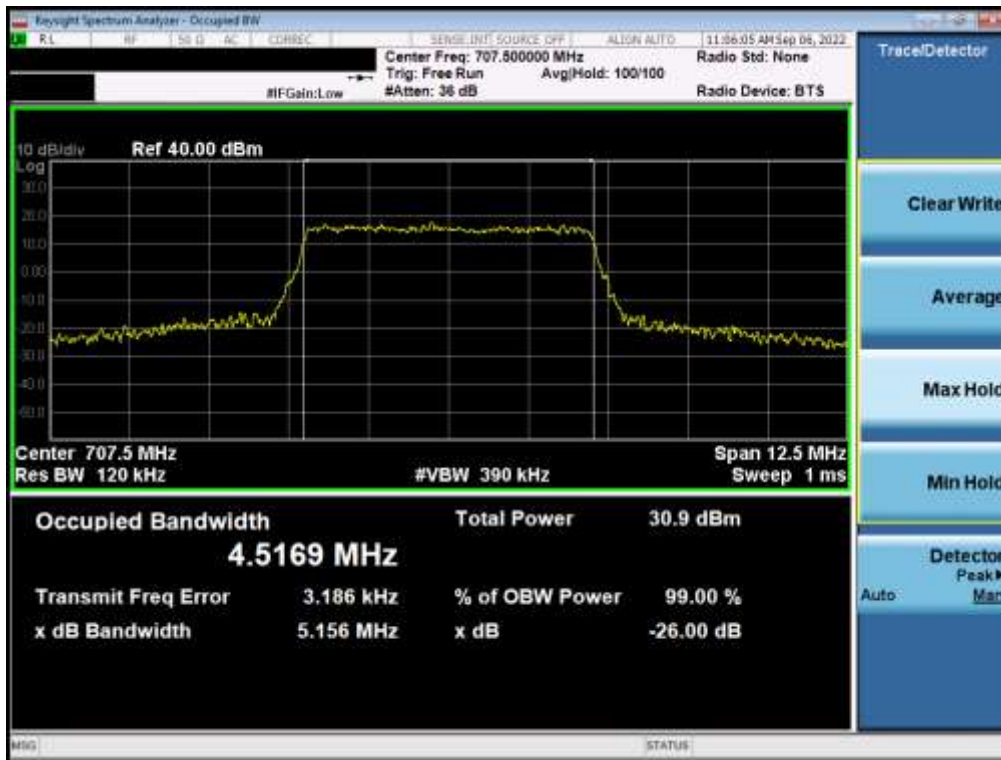 Keysight Spectrum Analyzer - Occupied BW
RL RF 50 Ω AC CORREC SENSE:INT SOURCE OFF ALIGN AUTO 11:06:05 AM Sep 06, 2022
Center Freq: 707.500000 MHz Radio Std: None
Trig: Free Run Avg|Hold: 100/100
#IFGain:Low #Atten: 36 dB Radio Device: BTS
Trace/Detector
10 dB/div Ref 40.00 dBm
Log
30.0
20.0
10.0
0.00
-10.0
-20.0
-30.0
-40.0
Clear Write
Average
Max Hold
Min Hold
Detector
Peak
Auto Man
Center 707.5 MHz Span 12.5 MHz
Res BW 120 kHz #VBW 390 kHz Sweep 1 ms
Occupied Bandwidth Total Power 30.9 dBm
4.5169 MHz
Transmit Freq Error 3.186 kHz % of OBW Power 99.00 %
x dB Bandwidth 5.156 MHz x dB -26.00 dB
MSG STATUS